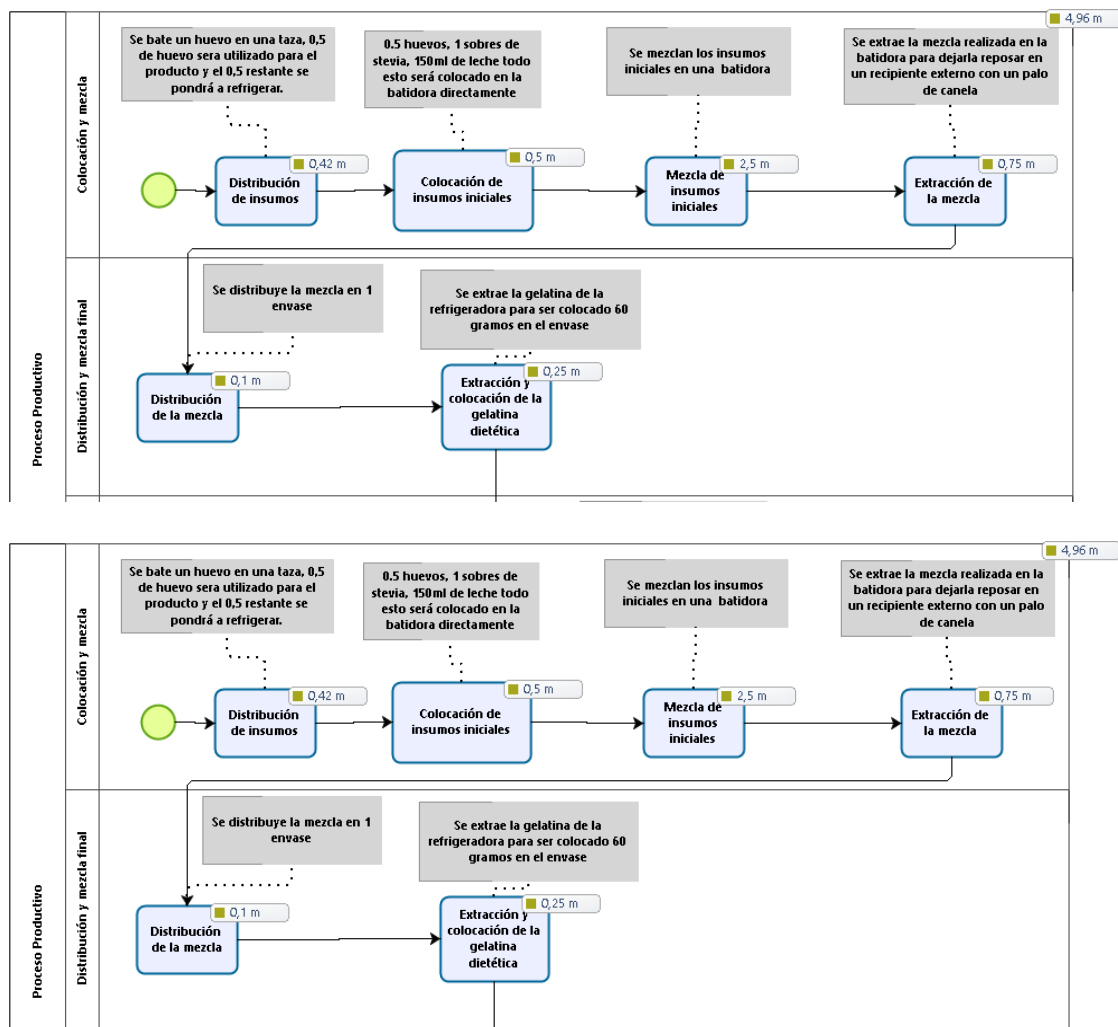 4,96 m
Proceso Productivo
Colocación y mezcla
Se bate un huevo en una taza, 0,5
de huevo sera utilizado para el
producto y el 0,5 restante se
pondrá a refrigerar.
0.5 huevos, 1 sobres de
stevia, 150ml de leche todo
esto será colocado en la
batidora directamente
Se mezclan los insumos
iniciales en una  batidora
Se extrae la mezcla realizada en la
batidora para dejarla reposar en
un recipiente externo con un palo
de canela
0,42 m
Distribución
de insumos
0,5 m
Colocación de
insumos iniciales
2,5 m
Mezcla de
insumos
iniciales
0,75 m
Extracción de
la mezcla
Distribución y mezcla final
Se distribuye la mezcla en 1
envase
Se extrae la gelatina de la
refrigeradora para ser colocado 60
gramos en el envase
0,1 m
Distribución
de la mezcla
0,25 m
Extracción y
colocación de la
gelatina
dietética
4,96 m
Proceso Productivo
Colocación y mezcla
Se bate un huevo en una taza, 0,5
de huevo sera utilizado para el
producto y el 0,5 restante se
pondrá a refrigerar.
0.5 huevos, 1 sobres de
stevia, 150ml de leche todo
esto será colocado en la
batidora directamente
Se mezclan los insumos
iniciales en una  batidora
Se extrae la mezcla realizada en la
batidora para dejarla reposar en
un recipiente externo con un palo
de canela
0,42 m
Distribución
de insumos
0,5 m
Colocación de
insumos iniciales
2,5 m
Mezcla de
insumos
iniciales
0,75 m
Extracción de
la mezcla
Distribución y mezcla final
Se distribuye la mezcla en 1
envase
Se extrae la gelatina de la
refrigeradora para ser colocado 60
gramos en el envase
0,1 m
Distribución
de la mezcla
0,25 m
Extracción y
colocación de la
gelatina
dietética